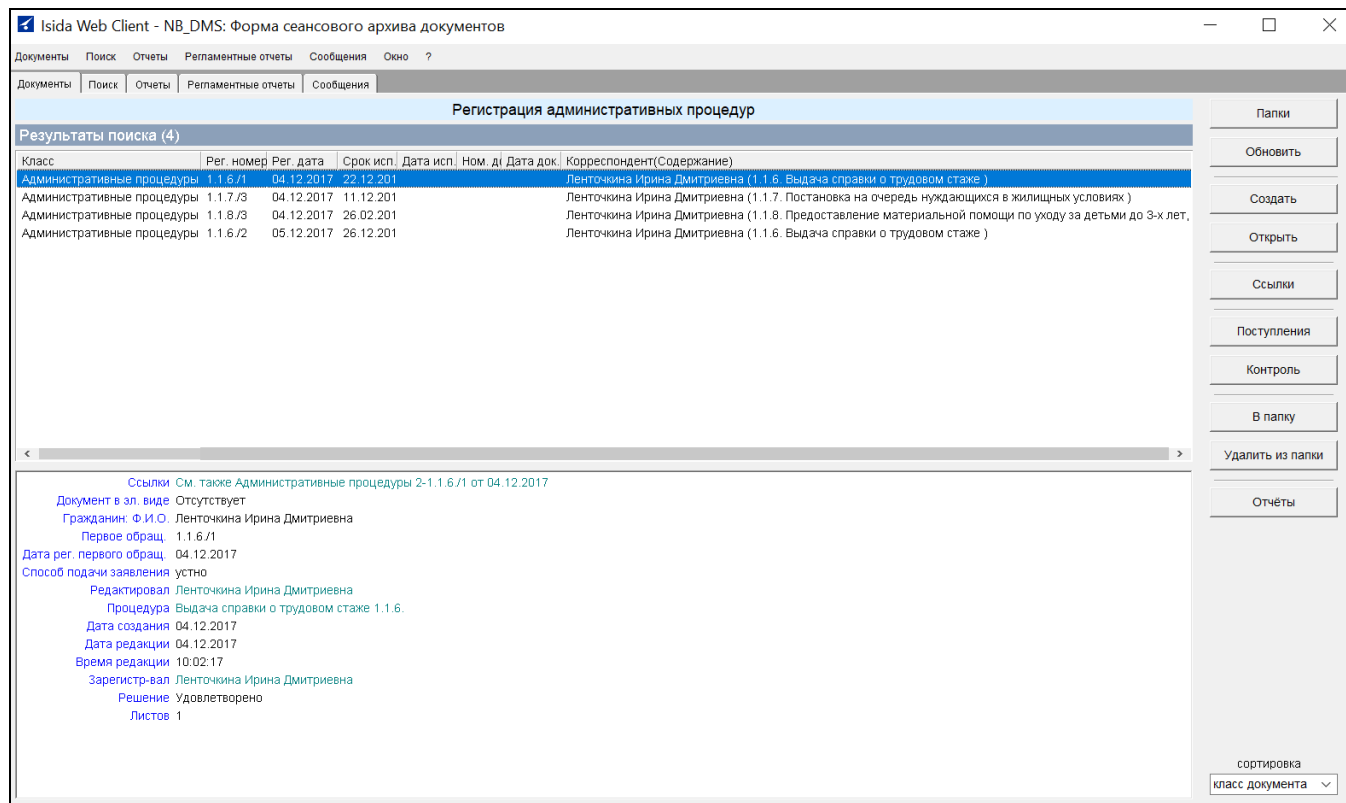 Isida Web Client - NB_DMS: Форма сеансового архива документов
Документы Поиск Отчеты Регламентные отчеты Сообщения Окно ?
Документы Поиск Отчеты Регламентные отчеты Сообщения
Регистрация административных процедур
Результаты поиска (4)
Класс Рег. номер Рег. дата Срок исп. Дата исп. Ном. д Дата док. Корреспондент(Содержание)
Административные процедуры 1.1.6./1 04.12.2017 22.12.201 Ленточкина Ирина Дмитриевна (1.1.6. Выдача справки о трудовом стаже )
Административные процедуры 1.1.7./3 04.12.2017 11.12.201 Ленточкина Ирина Дмитриевна (1.1.7. Постановка на очередь нуждающихся в жилищных условиях )
Административные процедуры 1.1.8./3 04.12.2017 26.02.201 Ленточкина Ирина Дмитриевна (1.1.8. Предоставление материальной помощи по уходу за детьми до 3-х лет,
Административные процедуры 1.1.6./2 05.12.2017 26.12.201 Ленточкина Ирина Дмитриевна (1.1.6. Выдача справки о трудовом стаже )
Ссылки См. также Административные процедуры 2-1.1.6./1 от 04.12.2017
Документ в эл. виде Отсутствует
Гражданин: Ф.И.О. Ленточкина Ирина Дмитриевна
Первое обращ. 1.1.6./1
Дата рег. первого обращ. 04.12.2017
Способ подачи заявления устно
Редактировал Ленточкина Ирина Дмитриевна
Процедура Выдача справки о трудовом стаже 1.1.6.
Дата создания 04.12.2017
Дата редакции 04.12.2017
Время редакции 10:02:17
Зарегистр-вал Ленточкина Ирина Дмитриевна
Решение Удовлетворено
Листов 1
Папки
Обновить
Создать
Открыть
Ссылки
Поступления
Контроль
В папку
Удалить из папки
Отчёты
сортировка
класс документа